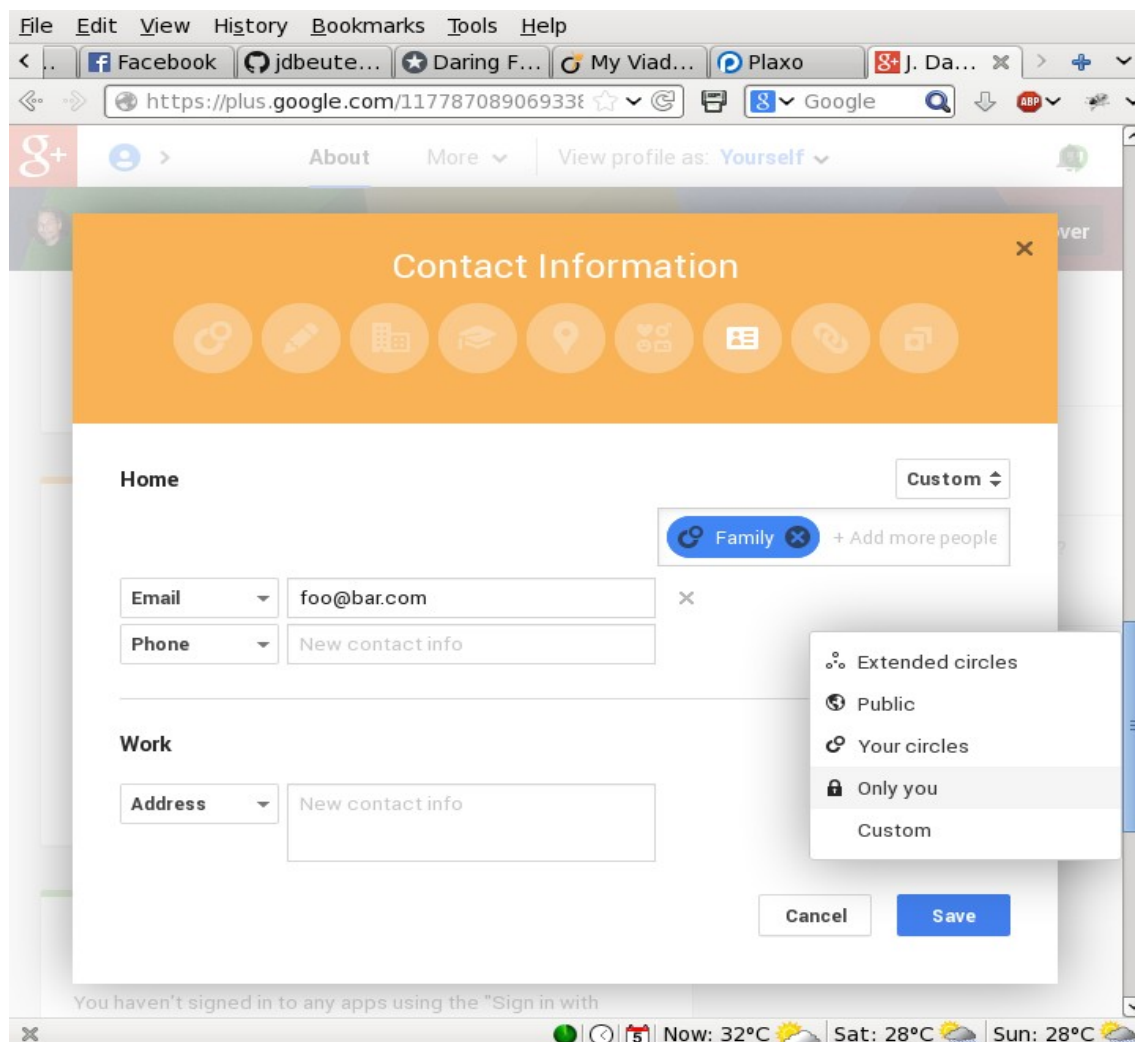 File Edit View History Bookmarks Tools Help
.. Facebook jdbeute... Daring F... My Viad... Plaxo J. Da...
https://plus.google.com/117787089069338 Google ABP
g+ About More View profile as: Yourself
Contact Information
Home Custom
Family + Add more people
Email foo@bar.com
Phone New contact info
Extended circles
Public
Work Your circles
Address New contact info Only you
Custom
Cancel Save
You haven't signed in to any apps using the "Sign in with
5 Now: 32°C Sat: 28°C Sun: 28°C